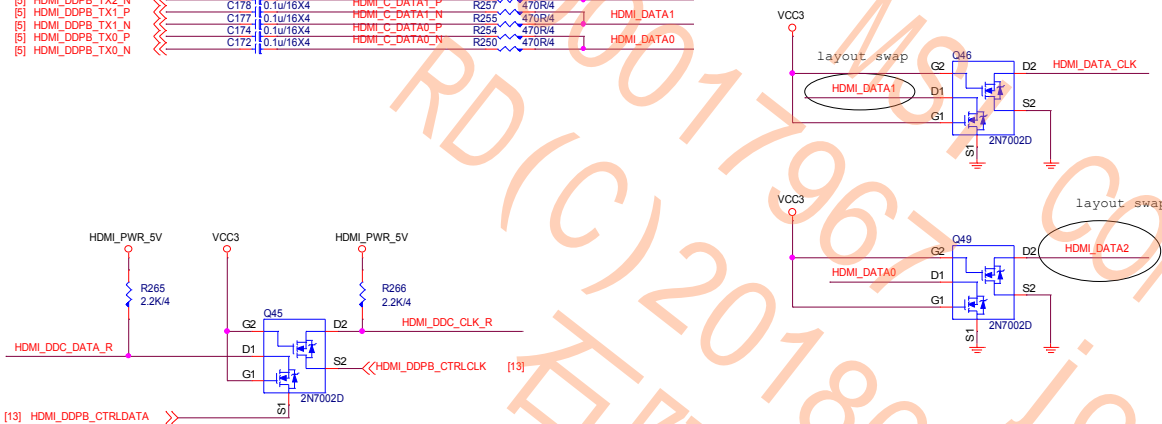 [5] HDMI_DDPB_TX2_N
[5] HDMI_DDPB_TX1_P C178 0.1u/16X4 HDMI_C_DATA1_P R257 470R/4
[5] HDMI_DDPB_TX1_N C177 0.1u/16X4 HDMI_C_DATA1_N R255 470R/4 HDMI_DATA1
[5] HDMI_DDPB_TX0_P C174 0.1u/16X4 HDMI_C_DATA0_P R254 470R/4
[5] HDMI_DDPB_TX0_N C172 0.1u/16X4 HDMI_C_DATA0_N R250 470R/4 HDMI_DATA0
VCC3
layout swap
Q46
G2 D2 HDMI_DATA_CLK
HDMI_DATA1 D1
S2
G1
2N7002D
S1
VCC3
layout swap
Q49
G2 D2 HDMI_DATA2
HDMI_DATA0 D1
S2
G1
2N7002D
S1
HDMI_PWR_5V VCC3 HDMI_PWR_5V
R265
2.2K/4
R266
2.2K/4
Q45
G2 D2 HDMI_DDC_CLK_R
HDMI_DDC_DATA_R D1
S2 HDMI_DDPB_CTRLCLK [13]
G1
2N7002D
S1
[13] HDMI_DDPB_CTRLDATA
MSI
RD(C)20180